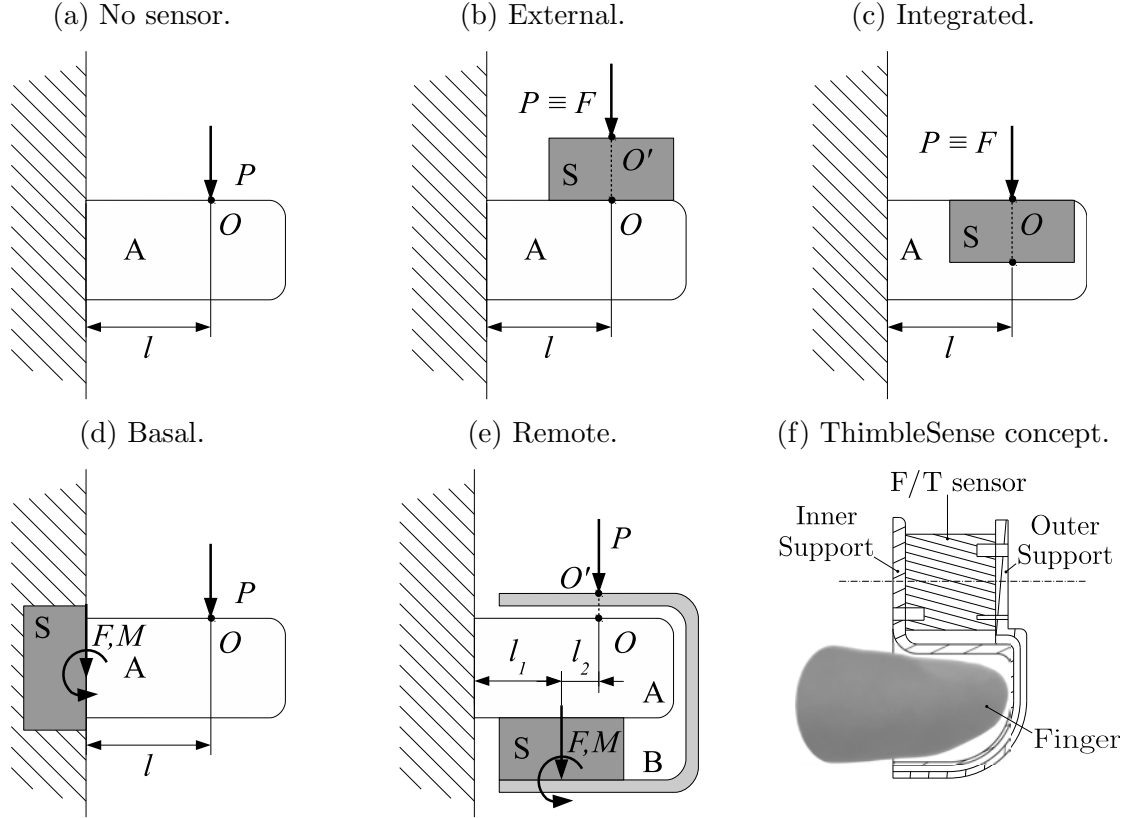 (a) No sensor.
P
O
A
l
(b) External.
P ≡ F
S
O′
O
A
l
(c) Integrated.
P ≡ F
A
S
O
l
(d) Basal.
S
F,M
A
P
O
l
(e) Remote.
P
O′
O
l₁
l₂
A
S
F,M
B
(f) ThimbleSense concept.
F/T sensor
Inner
Support
Outer
Support
Finger